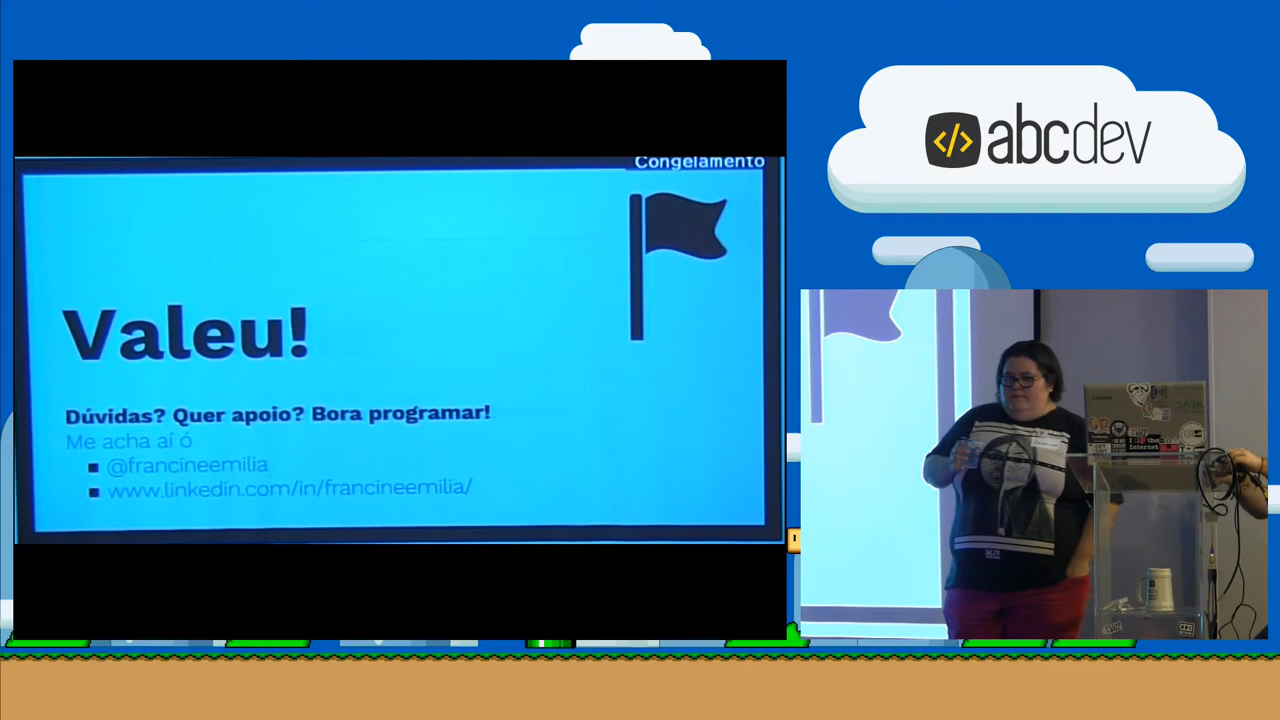 Congelamento
Valeu!
Dúvidas? Quer apoio? Bora programar!
Me acha aí ó
@francineemilia
www.linkedin.com/in/francineemilia/
</> abcdev